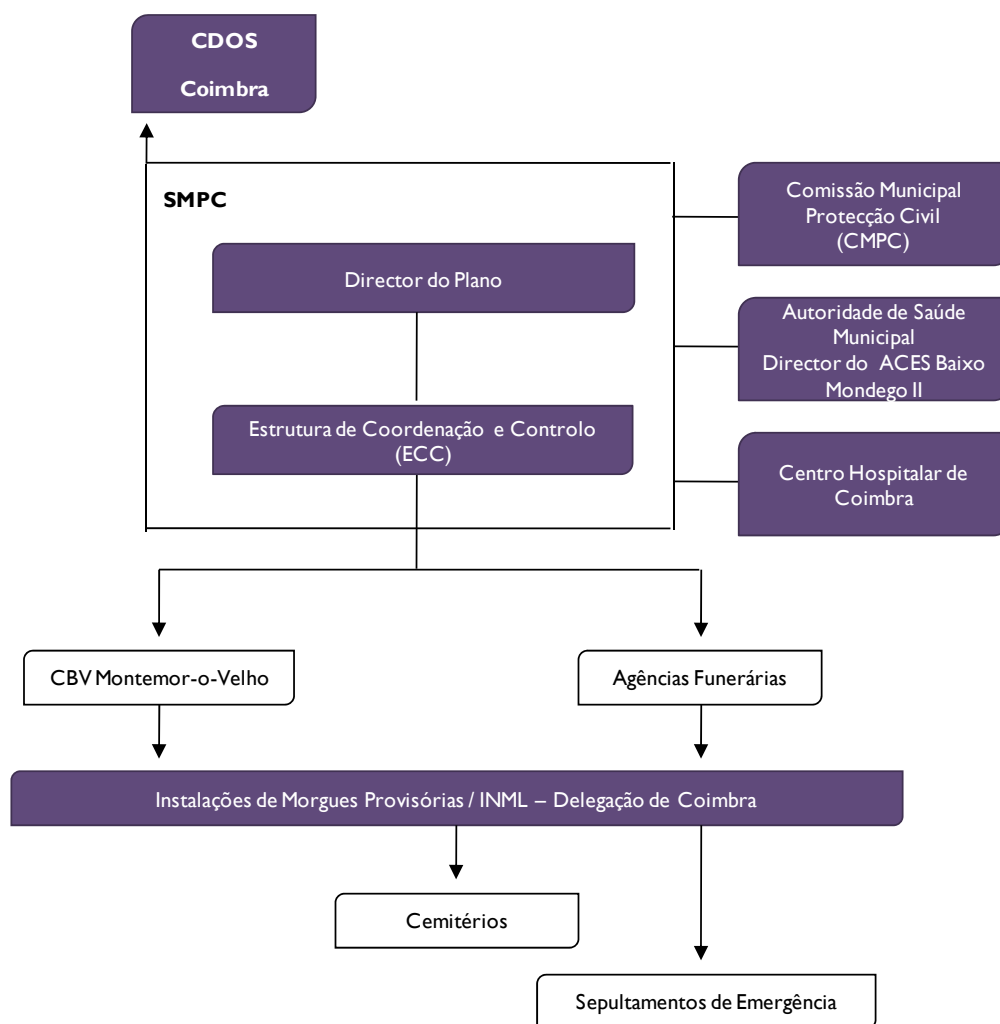 CDOS
Coimbra
SMPC
Director do Plano
Estrutura de Coordenação e Controlo
(ECC)
Comissão Municipal
Protecção Civil
(CMPC)
Autoridade de Saúde
Municipal
Director do ACES Baixo
Mondego II
Centro Hospitalar de
Coimbra
CBV Montemor-o-Velho
Agências Funerárias
Instalações de Morgues Provisórias / INML – Delegação de Coimbra
Cemitérios
Sepultamentos de Emergência